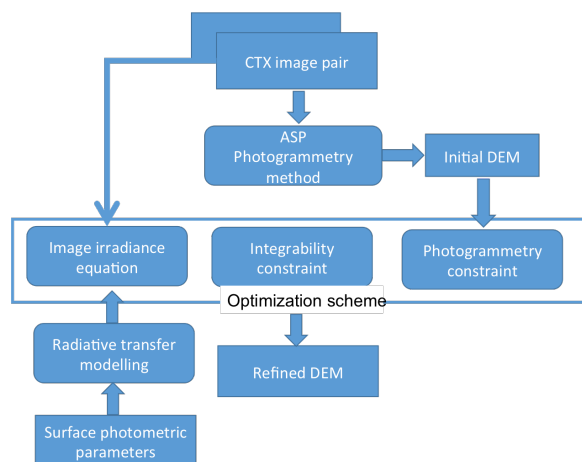 CTX image pair
ASP
Photogrammetry
method
Initial DEM
Image irradiance
equation
Integrability
constraint
Photogrammetry
constraint
Optimization scheme
Radiative transfer
modelling
Refined DEM
Surface photometric
parameters